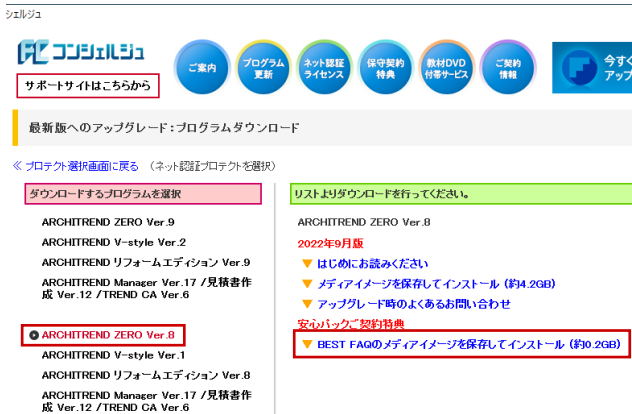 シェルジュ
FC コンシェルジュ
サポートサイトはこちらから
ご案内
プログラム
更新
ネット認証
ライセンス
保守契約
特典
教材DVD
付帯サービス
ご契約
情報
今すぐ
アップ
最新版へのアップグレード：プログラムダウンロード
≪ プロテクト選択画面に戻る （ネット認証プロテクトを選択）
ダウンロードするプログラムを選択
ARCHITREND ZERO Ver.9
ARCHITREND V-style Ver.2
ARCHITREND リフォームエディション Ver.9
ARCHITREND Manager Ver.17 /見積書作
成 Ver.12 /TREND CA Ver.6
ARCHITREND ZERO Ver.8
ARCHITREND V-style Ver.1
ARCHITREND リフォームエディション Ver.8
ARCHITREND Manager Ver.17 /見積書作
成 Ver.12 /TREND CA Ver.6
リストよりダウンロードを行ってください。
ARCHITREND ZERO Ver.8
2022年9月版
▼ はじめにお読みください
▼ メディアイメージを保存してインストール（約4.2GB）
▼ アップグレード時のよくあるお問い合わせ
安心パックご契約特典
▼ BEST FAQのメディアイメージを保存してインストール（約0.2GB）